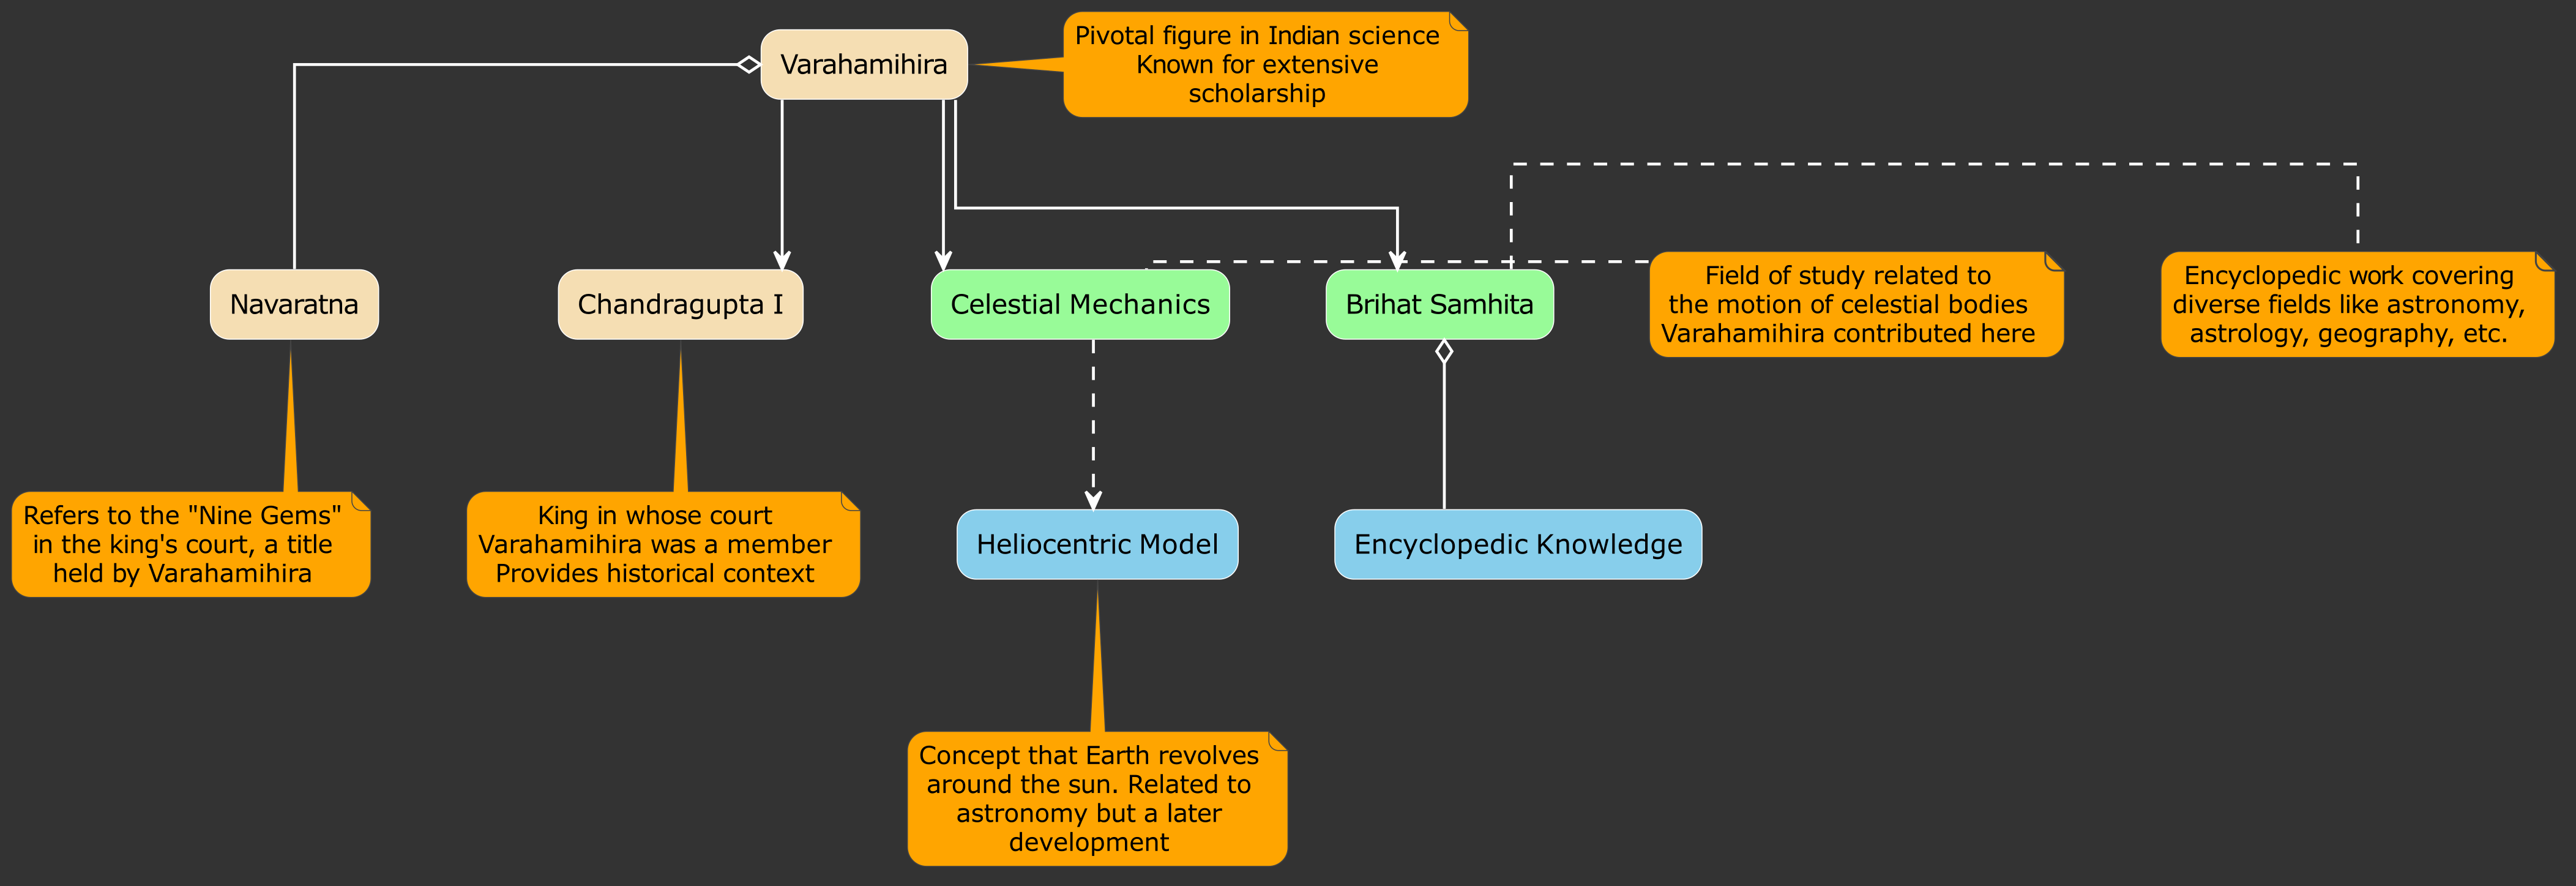 Varahamihira
Pivotal figure in Indian science
Known for extensive
scholarship
Navaratna
Chandragupta I
Celestial Mechanics
Brihat Samhita
Field of study related to
the motion of celestial bodies
Varahamihira contributed here
Encyclopedic work covering
diverse fields like astronomy,
astrology, geography, etc.
Refers to the "Nine Gems"
in the king's court, a title
held by Varahamihira
King in whose court
Varahamihira was a member
Provides historical context
Heliocentric Model
Encyclopedic Knowledge
Concept that Earth revolves
around the sun. Related to
astronomy but a later
development